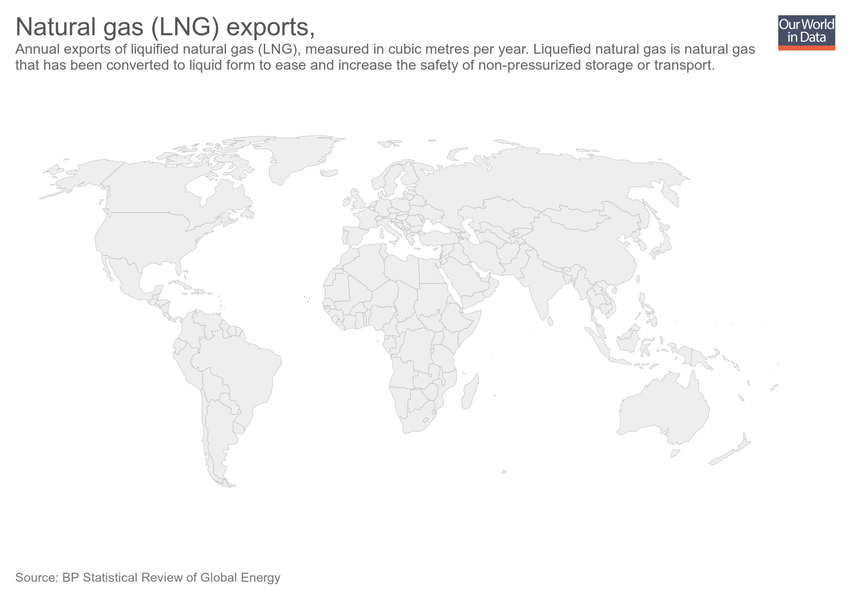 Natural gas (LNG) exports,
Annual exports of liquified natural gas (LNG), measured in cubic metres per year. Liquefied natural gas is natural gas
that has been converted to liquid form to ease and increase the safety of non-pressurized storage or transport.
Our World
in Data
Source: BP Statistical Review of Global Energy